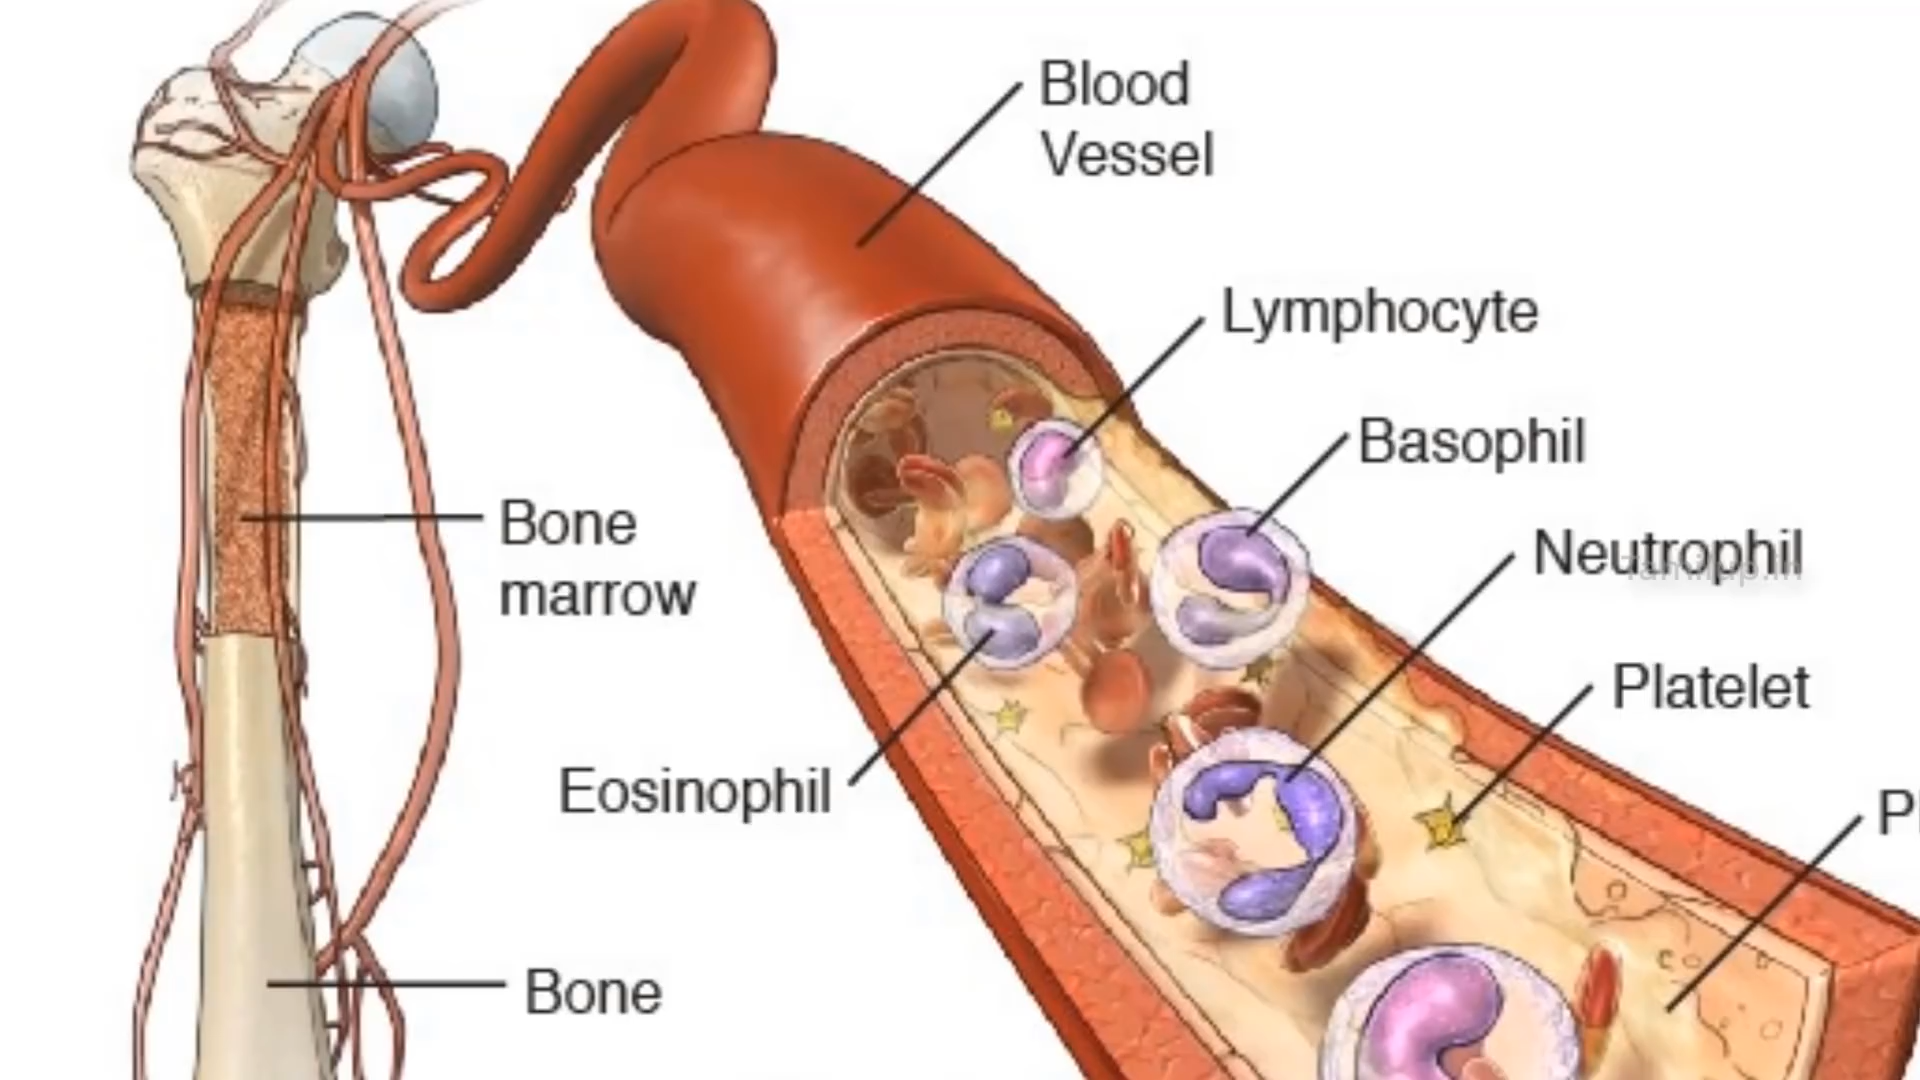 Blood
Vessel
Lymphocyte
Basophil
Neutrophil
Platelet
Bone
marrow
Eosinophil
Bone